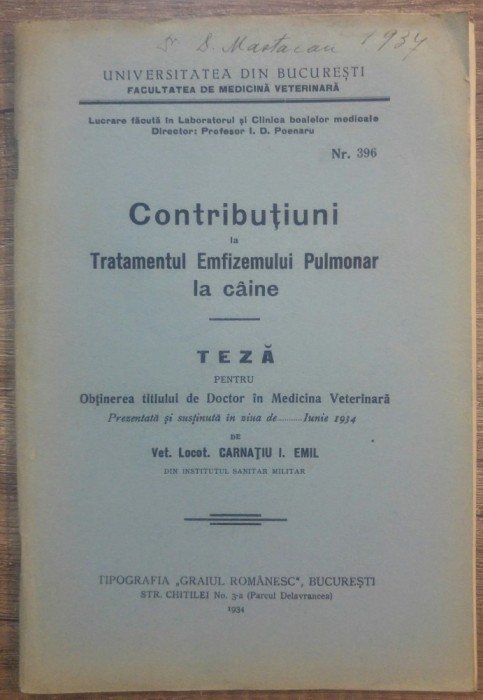 Dr D. Mastacan 1937
UNIVERSITATEA DIN BUCUREȘTI
FACULTATEA DE MEDICINĂ VETERINARĂ
Lucrare făcută în Laboratorul și Clinica boalelor medicale
Director: Profesor I. D. Poenaru
Nr. 396
Contribuțiuni
la
Tratamentul Emfizemului Pulmonar
la câine
TEZĂ
PENTRU
Obținerea titlului de Doctor în Medicina Veterinară
Prezentată și susținută în ziua de——Iunie 1934
DE
Vet. Locot. CARNAȚIU I. EMIL
DIN INSTITUTUL SANITAR MILITAR
TIPOGRAFIA „GRAIUL ROMÂNESC“, BUCUREȘTI
STR. CHITILEI No. 3-a (Parcul Delavrancea)
1934